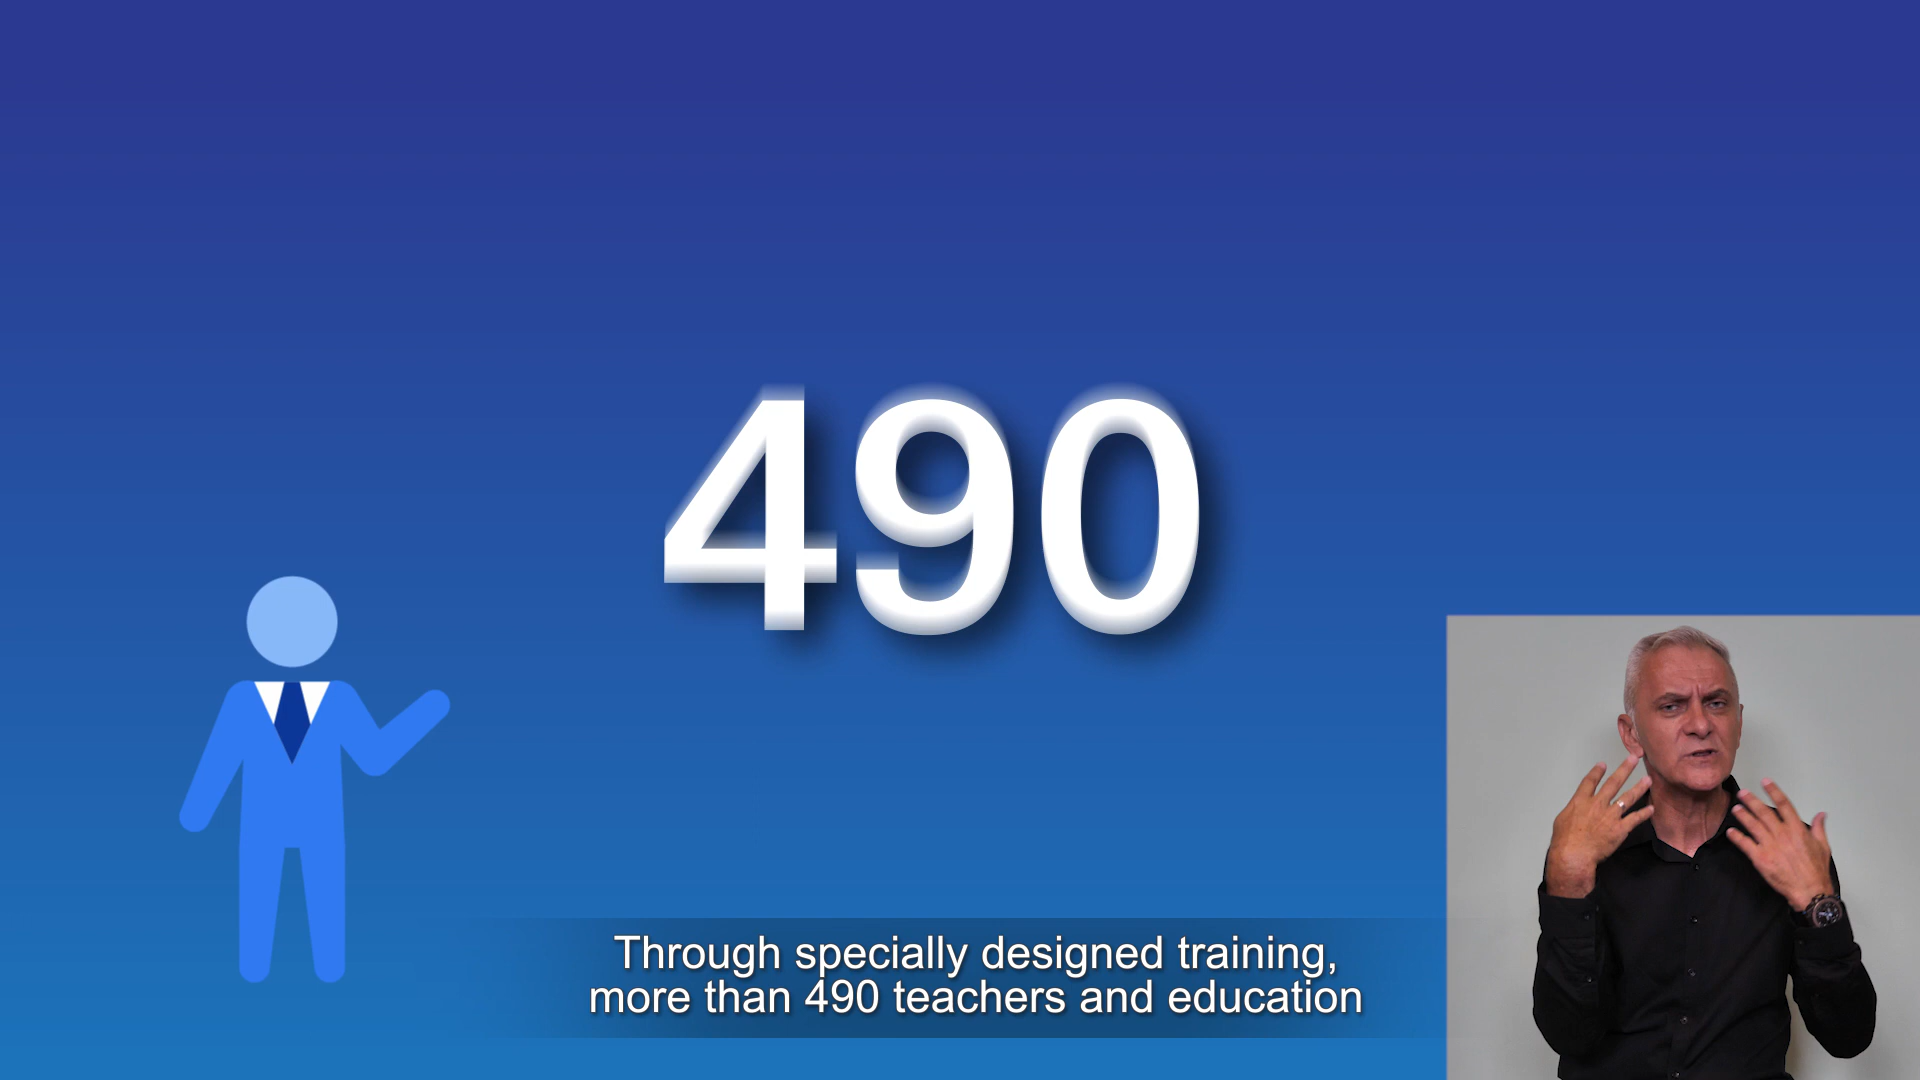 490
Through specially designed training,
more than 490 teachers and education